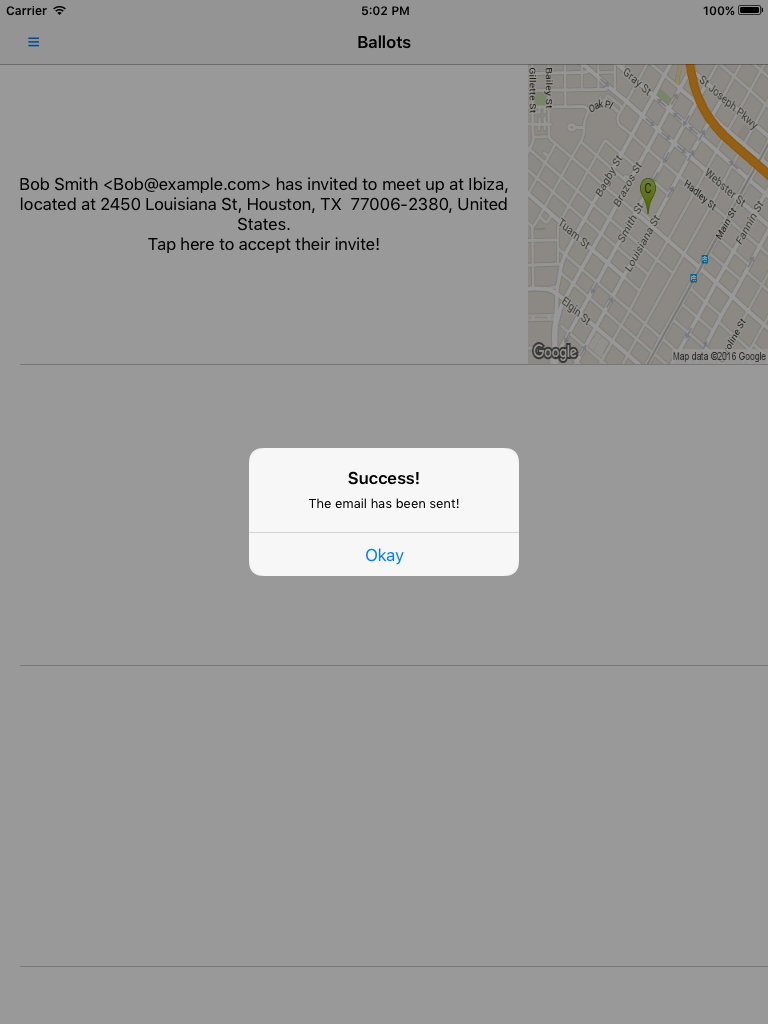 Carrier 5:02 PM 100%
Ballots
Bob Smith <Bob@example.com> has invited to meet up at Ibiza,
located at 2450 Louisiana St, Houston, TX  77006-2380, United
States.
Tap here to accept their invite!
Gillette St
Bailey St
Gray St
St Joseph Pkwy
Oak Pl
Bagby St
Brazos St
C
Webster St
Hadley St
Smith St
Louisiana St
Main St
Fannin St
Tuam St
Elgin St
oline St
Google
Map data ©2016 Google
Success!
The email has been sent!
Okay